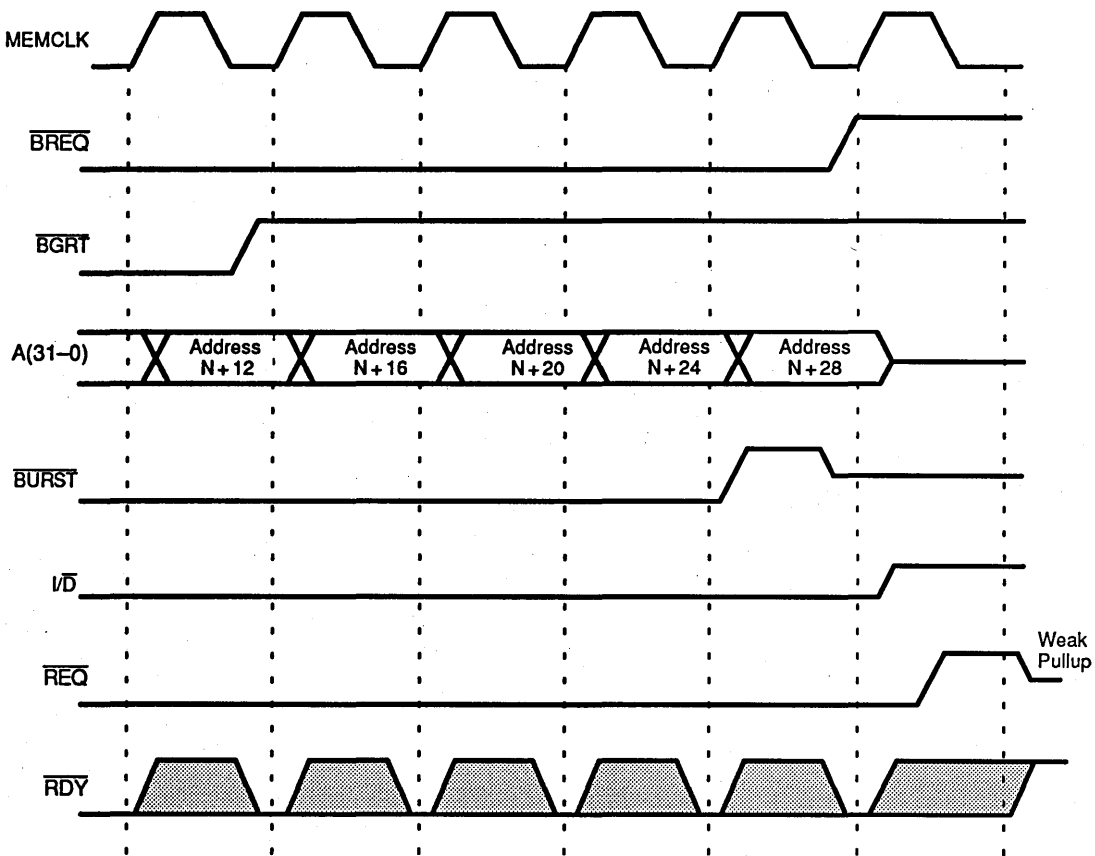 MEMCLK
BREQ
BGRT
A(31–0)
Address
N + 12
Address
N + 16
Address
N + 20
Address
N + 24
Address
N + 28
BURST
I/D
REQ
Weak
Pullup
RDY